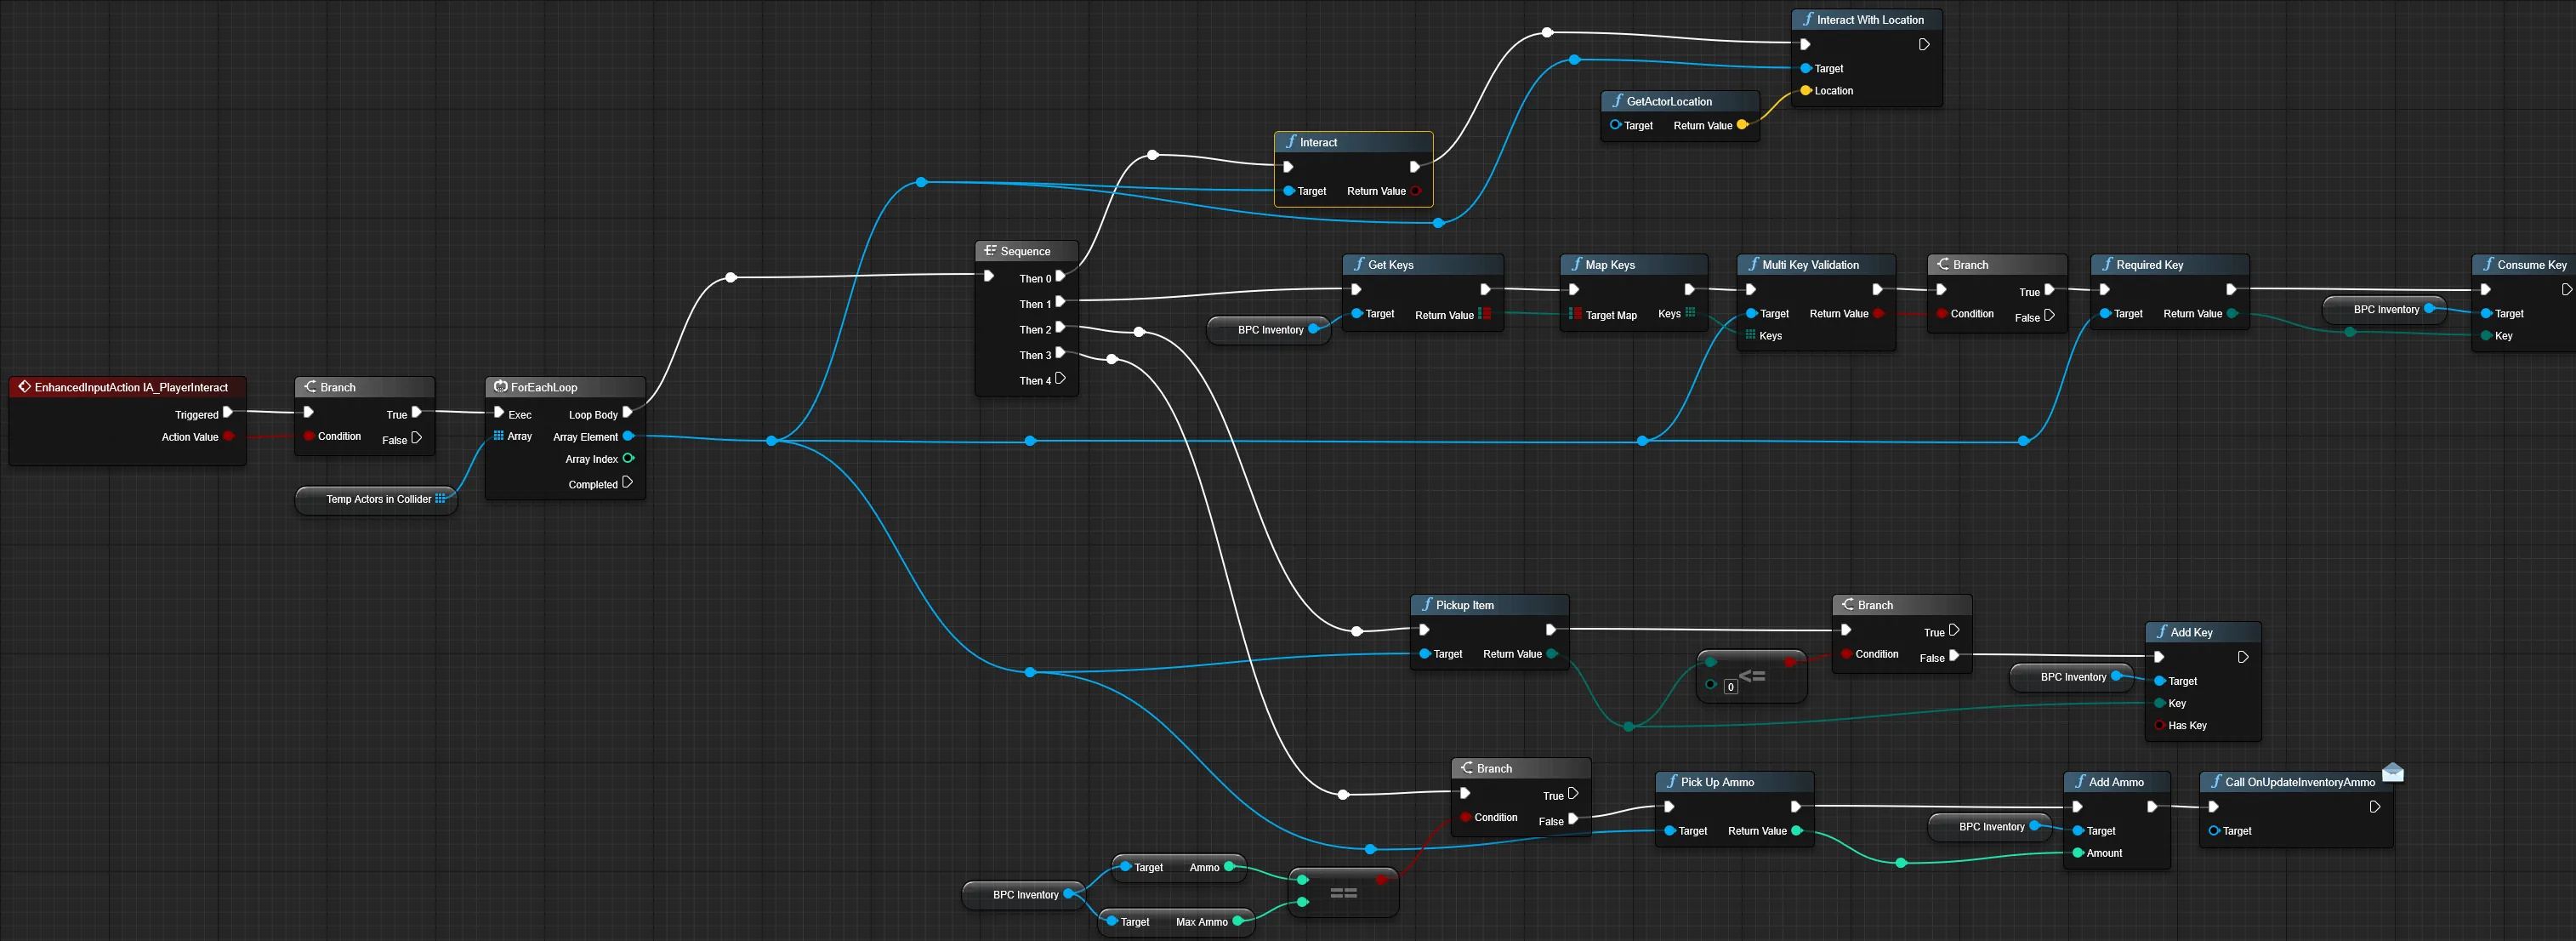 Interact With Location
Target
Location
GetActorLocation
Target Return Value
Interact
Target Return Value
Sequence
Then 0
Then 1
Then 2
Then 3
Then 4
BPC Inventory
Get Keys
Target Return Value
Map Keys
Target Map Keys
Multi Key Validation
Target Return Value
Keys
Branch
True
Condition False
Required Key
Target Return Value
BPC Inventory
Consume Key
Target
Key
EnhancedInputAction IA_PlayerInteract
Triggered
Action Value
Branch
True
Condition False
Temp Actors in Collider
ForEachLoop
Exec Loop Body
Array Array Element
Array Index
Completed
Pickup Item
Target Return Value
0 <=
Branch
True
Condition False
BPC Inventory
Add Key
Target
Key
Has Key
BPC Inventory
Target Ammo
Target Max Ammo
==
Branch
True
Condition False
Pick Up Ammo
Target Return Value
BPC Inventory
Add Ammo
Target
Amount
Call OnUpdateInventoryAmmo
Target